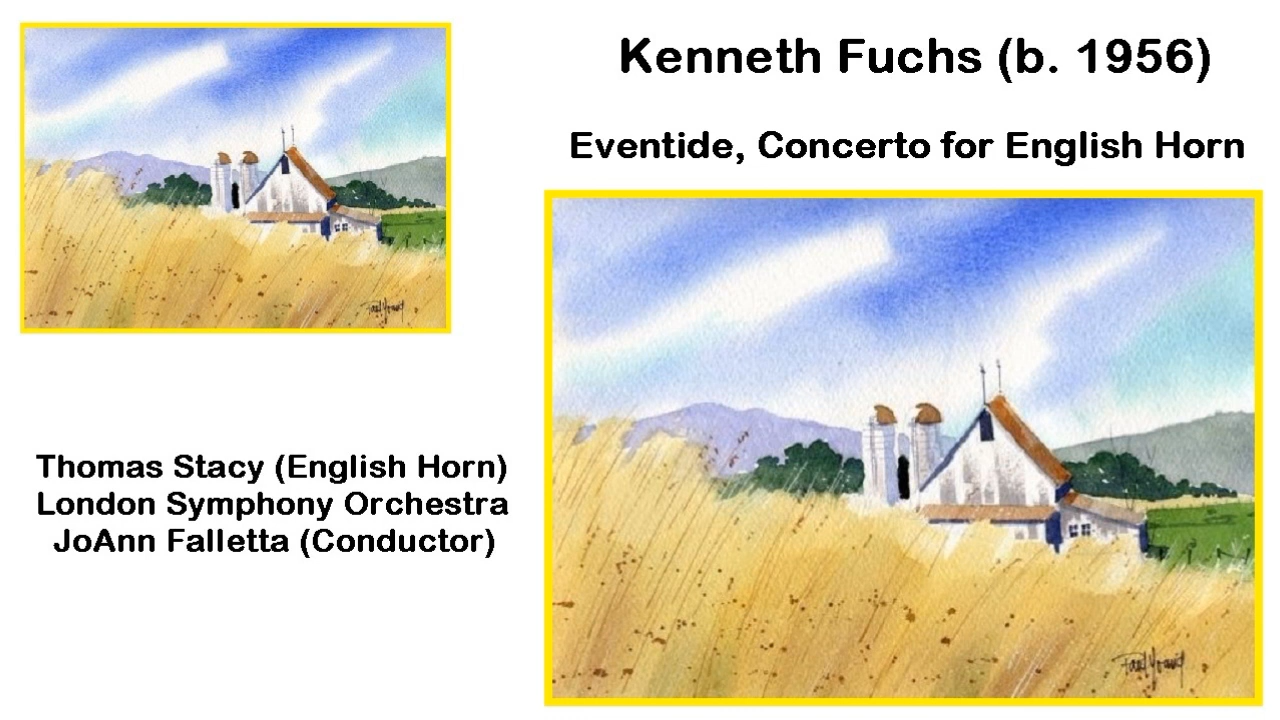 Kenneth Fuchs (b. 1956)
Eventide, Concerto for English Horn
Thomas Stacy (English Horn)
London Symphony Orchestra
JoAnn Falletta (Conductor)